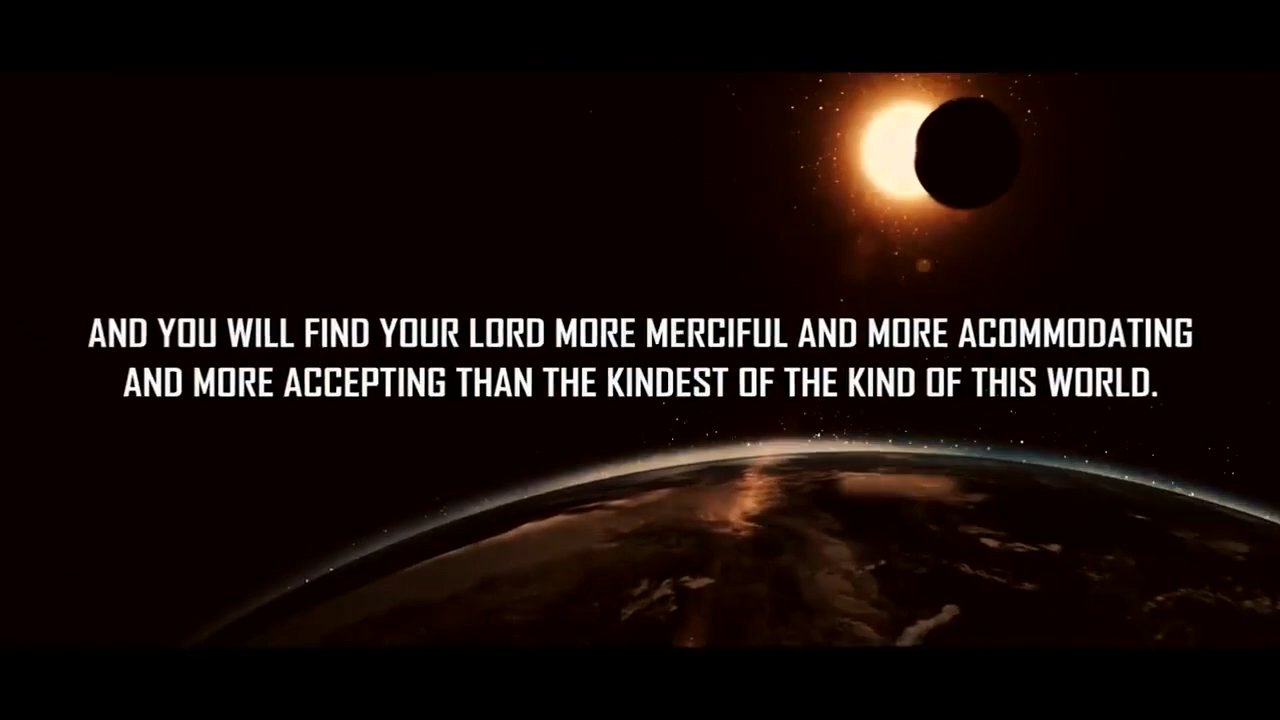 AND YOU WILL FIND YOUR LORD MORE MERCIFUL AND MORE ACOMMODATING
AND MORE ACCEPTING THAN THE KINDEST OF THE KIND OF THIS WORLD.